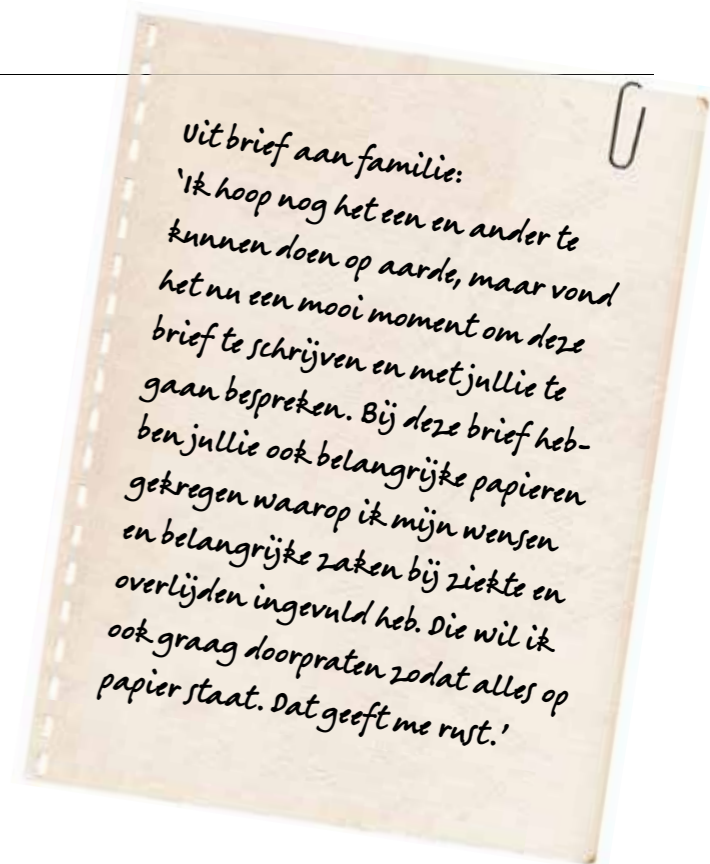 Uit brief aan familie:
‘Ik hoop nog het een en ander te
kunnen doen op aarde, maar vond
het nu een mooi moment om deze
brief te schrijven en met jullie te
gaan bespreken. Bij deze brief heb-
ben jullie ook belangrijke papieren
gekregen waarop ik mijn wensen
en belangrijke zaken bij ziekte en
overlijden ingevuld heb. Die wil ik
ook graag doorpraten zodat alles op
papier staat. Dat geeft me rust.’